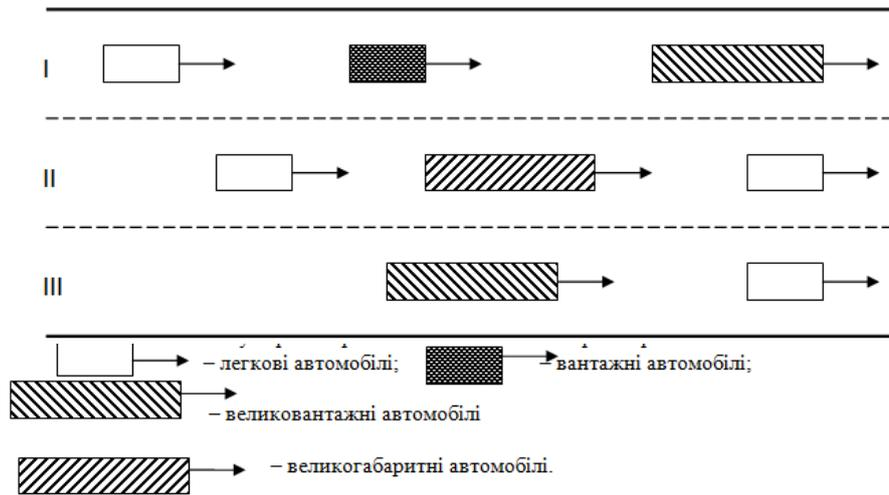 I
II
III
– легкові автомобілі; – вантажні автомобілі;
– великовантажні автомобілі
– великогабаритні автомобілі.